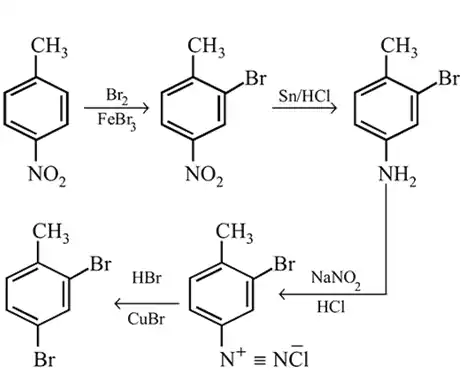 CH₃
NO₂
Br₂
FeBr₃
CH₃
Br
NO₂
Sn/HCl
CH₃
Br
NH₂
NaNO₂
HCl
CH₃
Br
N⁺ ≡ NC̅l
HBr
CuBr
CH₃
Br
Br